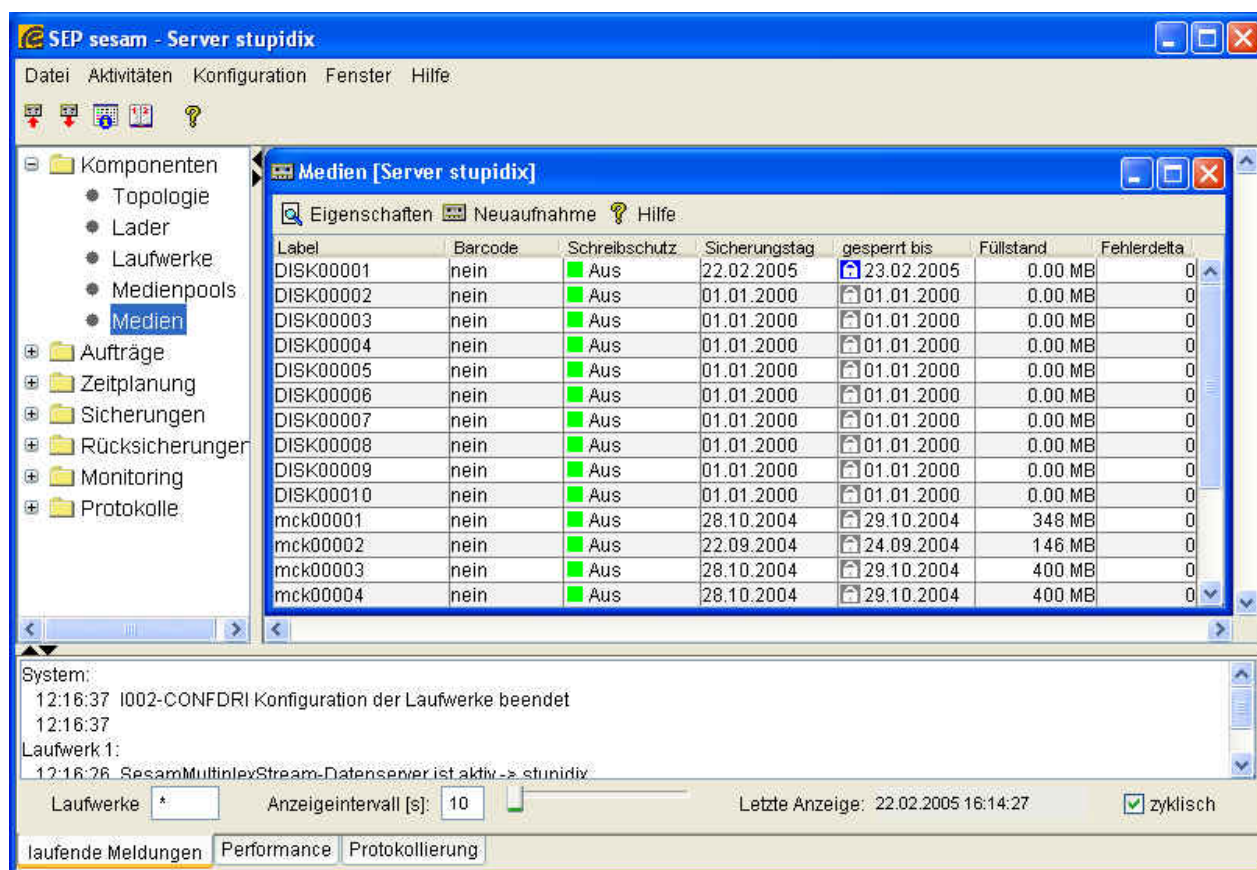 SEP sesam - Server stupidix
Datei Aktivitäten Konfiguration Fenster Hilfe
Komponenten
Topologie
Lader
Laufwerke
Medienpools
Medien
Aufträge
Zeitplanung
Sicherungen
Rücksicherunger
Monitoring
Protokolle
Medien [Server stupidix]
Eigenschaften Neuaufnahme Hilfe
Label Barcode Schreibschutz Sicherungstag gesperrt bis Füllstand Fehlerdelta
DISK00001 nein Aus 22.02.2005 23.02.2005 0.00 MB 0
DISK00002 nein Aus 01.01.2000 01.01.2000 0.00 MB 0
DISK00003 nein Aus 01.01.2000 01.01.2000 0.00 MB 0
DISK00004 nein Aus 01.01.2000 01.01.2000 0.00 MB 0
DISK00005 nein Aus 01.01.2000 01.01.2000 0.00 MB 0
DISK00006 nein Aus 01.01.2000 01.01.2000 0.00 MB 0
DISK00007 nein Aus 01.01.2000 01.01.2000 0.00 MB 0
DISK00008 nein Aus 01.01.2000 01.01.2000 0.00 MB 0
DISK00009 nein Aus 01.01.2000 01.01.2000 0.00 MB 0
DISK00010 nein Aus 01.01.2000 01.01.2000 0.00 MB 0
mck00001 nein Aus 28.10.2004 29.10.2004 348 MB 0
mck00002 nein Aus 22.09.2004 24.09.2004 146 MB 0
mck00003 nein Aus 28.10.2004 29.10.2004 400 MB 0
mck00004 nein Aus 28.10.2004 29.10.2004 400 MB 0
System:
12:16:37 I002-CONFDRI Konfiguration der Laufwerke beendet
12:16:37
Laufwerk 1:
12:16:26 SesamMultiplexStream-Datenserver ist aktiv -> stupidix
Laufwerke * Anzeigeintervall [s]: 10 Letzte Anzeige: 22.02.2005 16:14:27 zyklisch
laufende Meldungen Performance Protokollierung